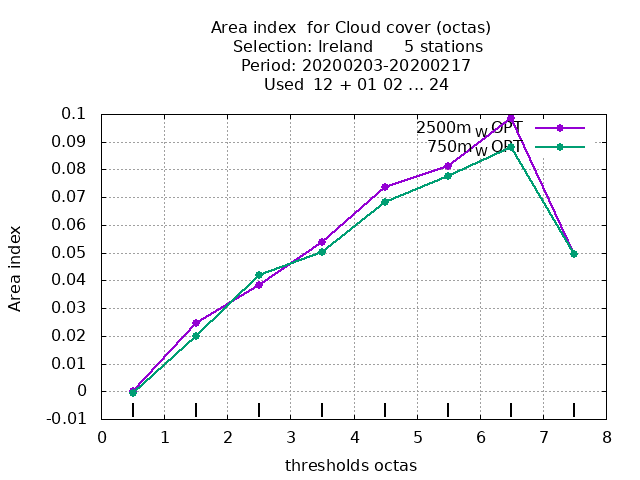 Area index  for Cloud cover (octas)
Selection: Ireland      5 stations
Period: 20200203-20200217
Used  12 + 01 02 ... 24
2500m_W OPT
750m_W OPT
0.1
0.09
0.08
0.07
0.06
0.05
0.04
0.03
0.02
0.01
0
-0.01
Area index
0 1 2 3 4 5 6 7 8
thresholds octas